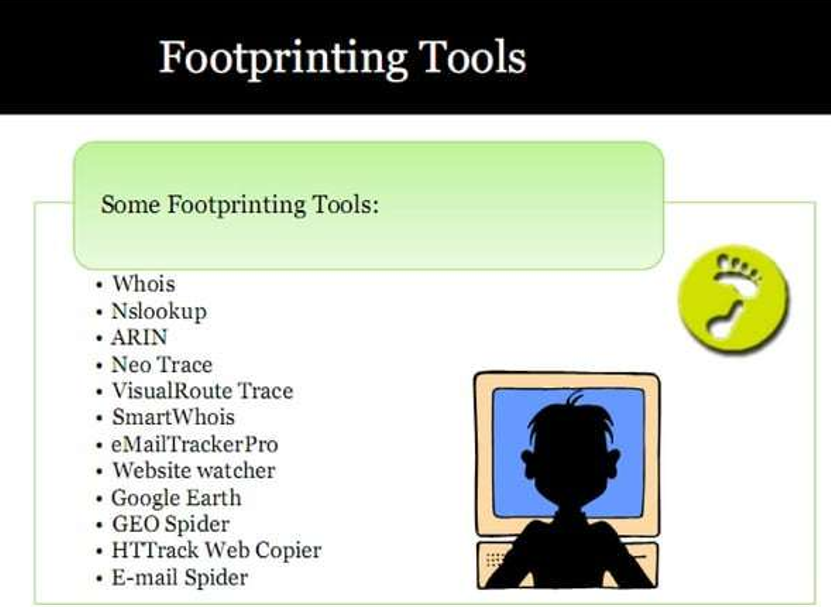 Footprinting Tools
Some Footprinting Tools:
• Whois
• Nslookup
• ARIN
• Neo Trace
• VisualRoute Trace
• SmartWhois
• eMailTrackerPro
• Website watcher
• Google Earth
• GEO Spider
• HTTrack Web Copier
• E-mail Spider